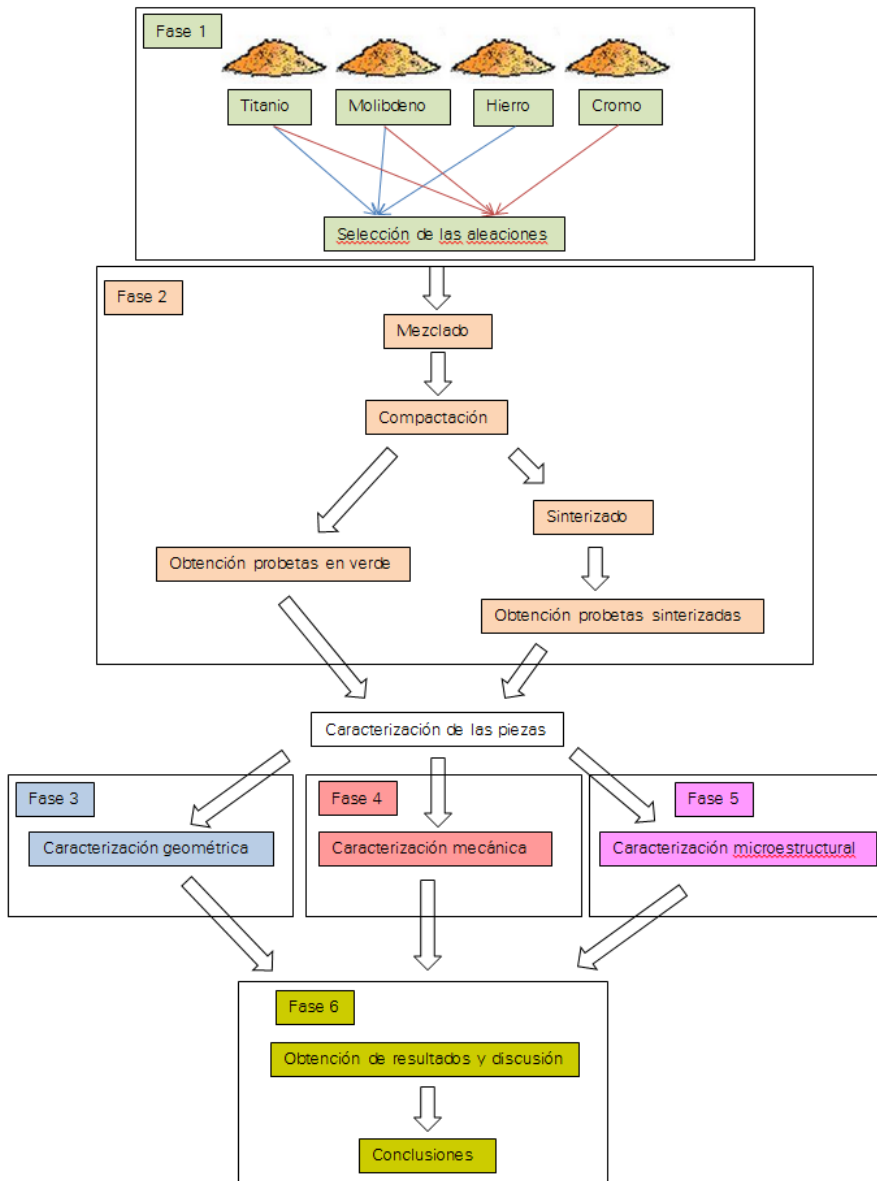 Fase 1
Titanio
Molibdeno
Hierro
Cromo
Selección de las aleaciones
Fase 2
Mezclado
Compactación
Sinterizado
Obtención probetas en verde
Obtención probetas sinterizadas
Caracterización de las piezas
Fase 3
Fase 4
Fase 5
Caracterización geométrica
Caracterización mecánica
Caracterización microestructural
Fase 6
Obtención de resultados y discusión
Conclusiones